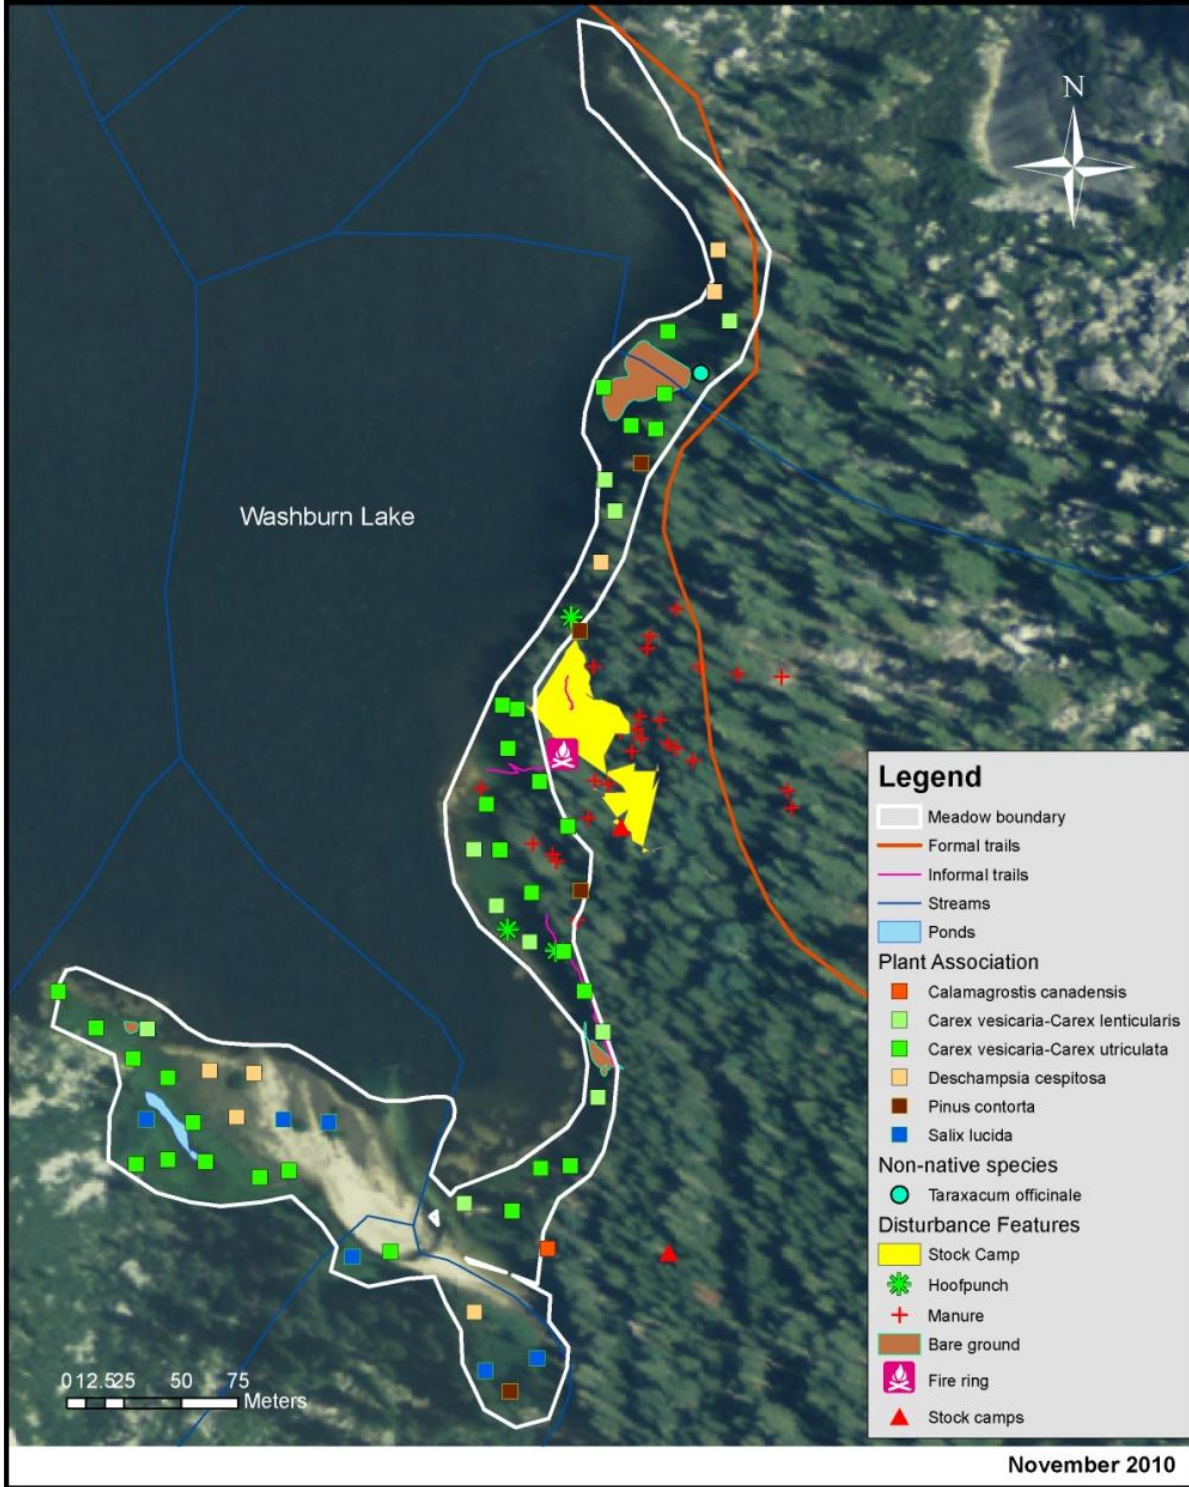 N
Washburn Lake
Legend
Meadow boundary
Formal trails
Informal trails
Streams
Ponds
Plant Association
Calamagrostis canadensis
Carex vesicaria-Carex lenticularis
Carex vesicaria-Carex utriculata
Deschampsia cespitosa
Pinus contorta
Salix lucida
Non-native species
Taraxacum officinale
Disturbance Features
Stock Camp
Hoofpunch
Manure
Bare ground
Fire ring
Stock camps
0 12.525 50 75
Meters
November 2010